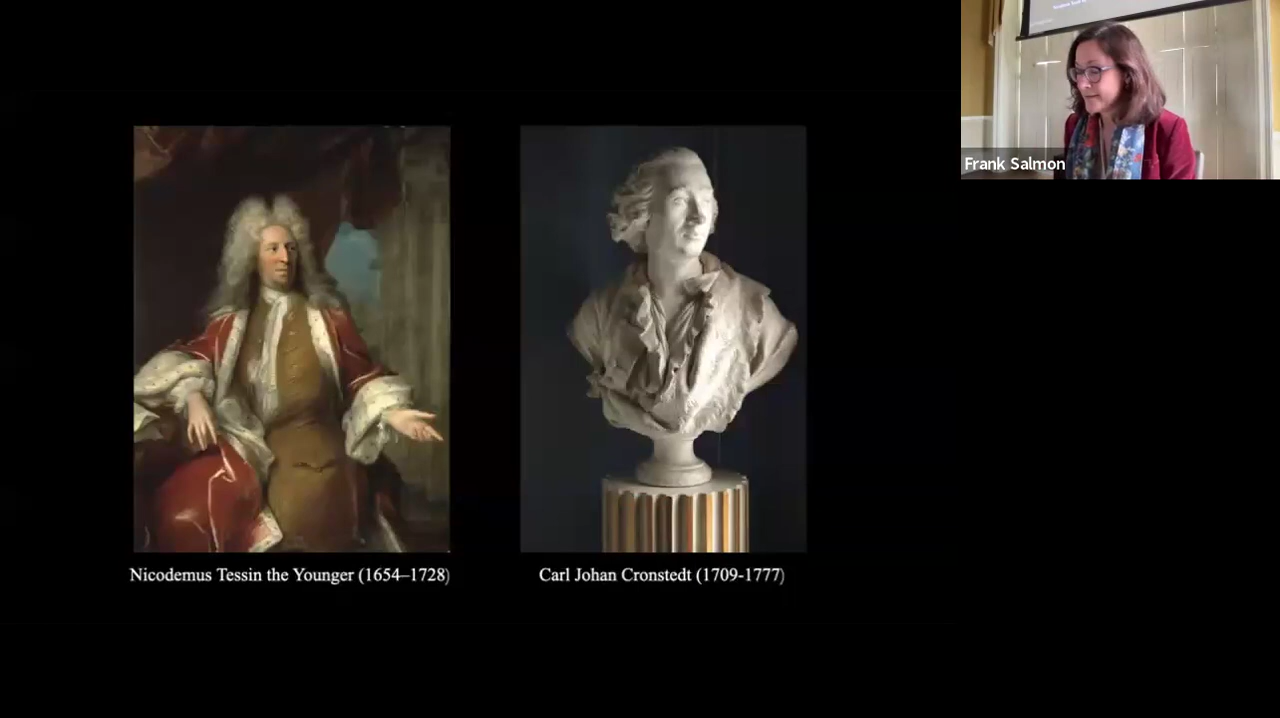 Frank Salmon
Nicodemus Tessin the Younger (1654–1728)
Carl Johan Cronstedt (1709-1777)